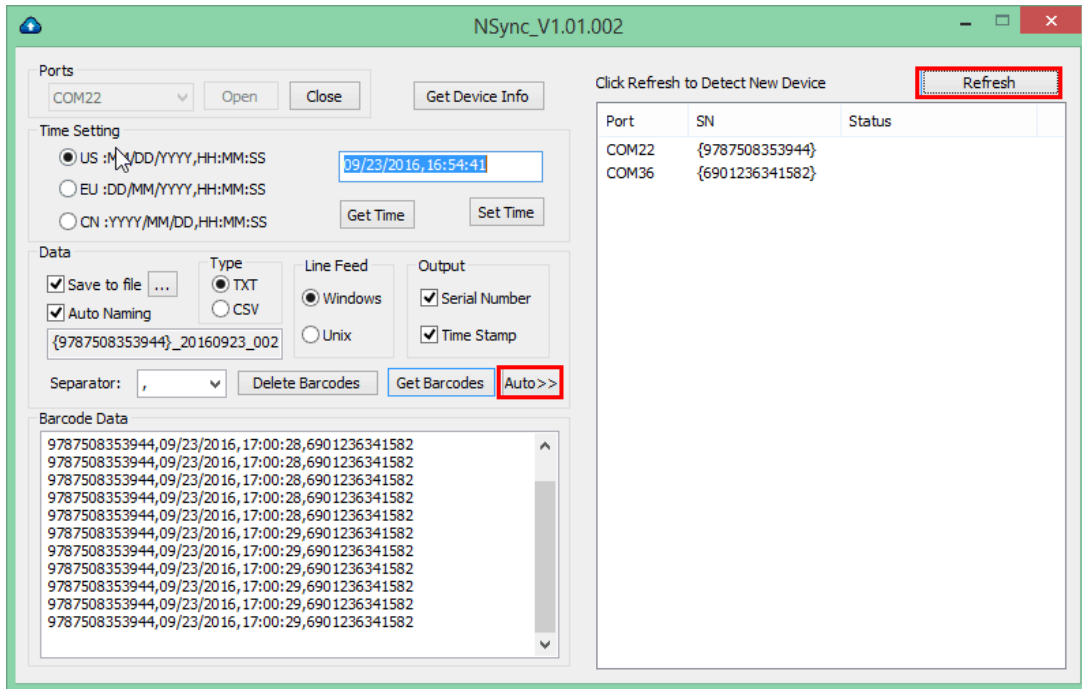 NSync_V1.01.002
Ports
COM22
Open
Close
Get Device Info
Time Setting
US :MM/DD/YYYY,HH:MM:SS
09/23/2016,16:54:41
EU :DD/MM/YYYY,HH:MM:SS
CN :YYYY/MM/DD,HH:MM:SS
Get Time
Set Time
Data
Save to file
...
Auto Naming
{9787508353944}_20160923_002
Type
TXT
CSV
Line Feed
Windows
Unix
Output
Serial Number
Time Stamp
Separator:
,
Delete Barcodes
Get Barcodes
Auto>>
Barcode Data
9787508353944,09/23/2016,17:00:28,6901236341582
9787508353944,09/23/2016,17:00:28,6901236341582
9787508353944,09/23/2016,17:00:28,6901236341582
9787508353944,09/23/2016,17:00:28,6901236341582
9787508353944,09/23/2016,17:00:28,6901236341582
9787508353944,09/23/2016,17:00:29,6901236341582
9787508353944,09/23/2016,17:00:29,6901236341582
9787508353944,09/23/2016,17:00:29,6901236341582
9787508353944,09/23/2016,17:00:29,6901236341582
9787508353944,09/23/2016,17:00:29,6901236341582
9787508353944,09/23/2016,17:00:29,6901236341582
Click Refresh to Detect New Device
Refresh
Port SN Status
COM22 {9787508353944}
COM36 {6901236341582}